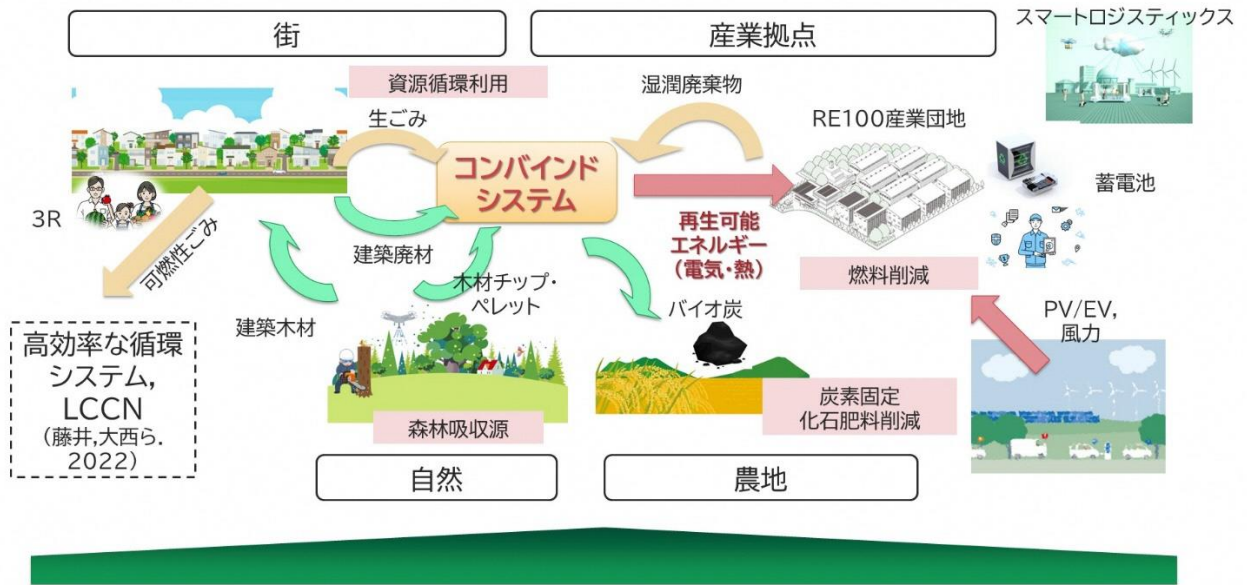 街
産業拠点
スマートロジスティックス
資源循環利用
生ごみ
湿潤廃棄物
RE100産業団地
コンバインド
システム
蓄電池
3R
可燃性ごみ
建築廃材
再生可能
エネルギー
(電気・熱)
燃料削減
木材チップ・
ペレット
建築木材
バイオ炭
PV/EV,
風力
高効率な循環
システム,
LCCN
(藤井,大西ら.
2022)
森林吸収源
炭素固定
化石肥料削減
自然
農地